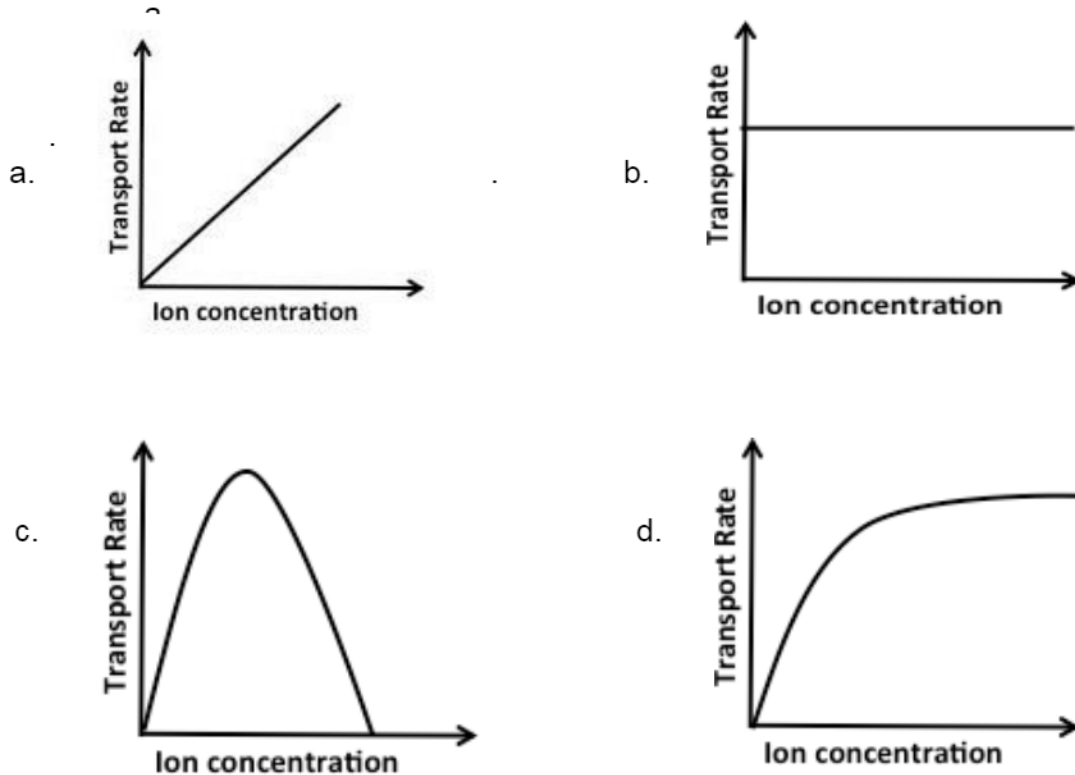 a.
Transport Rate
Ion concentration
b.
Transport Rate
Ion concentration
c.
Transport Rate
Ion concentration
d.
Transport Rate
Ion concentration